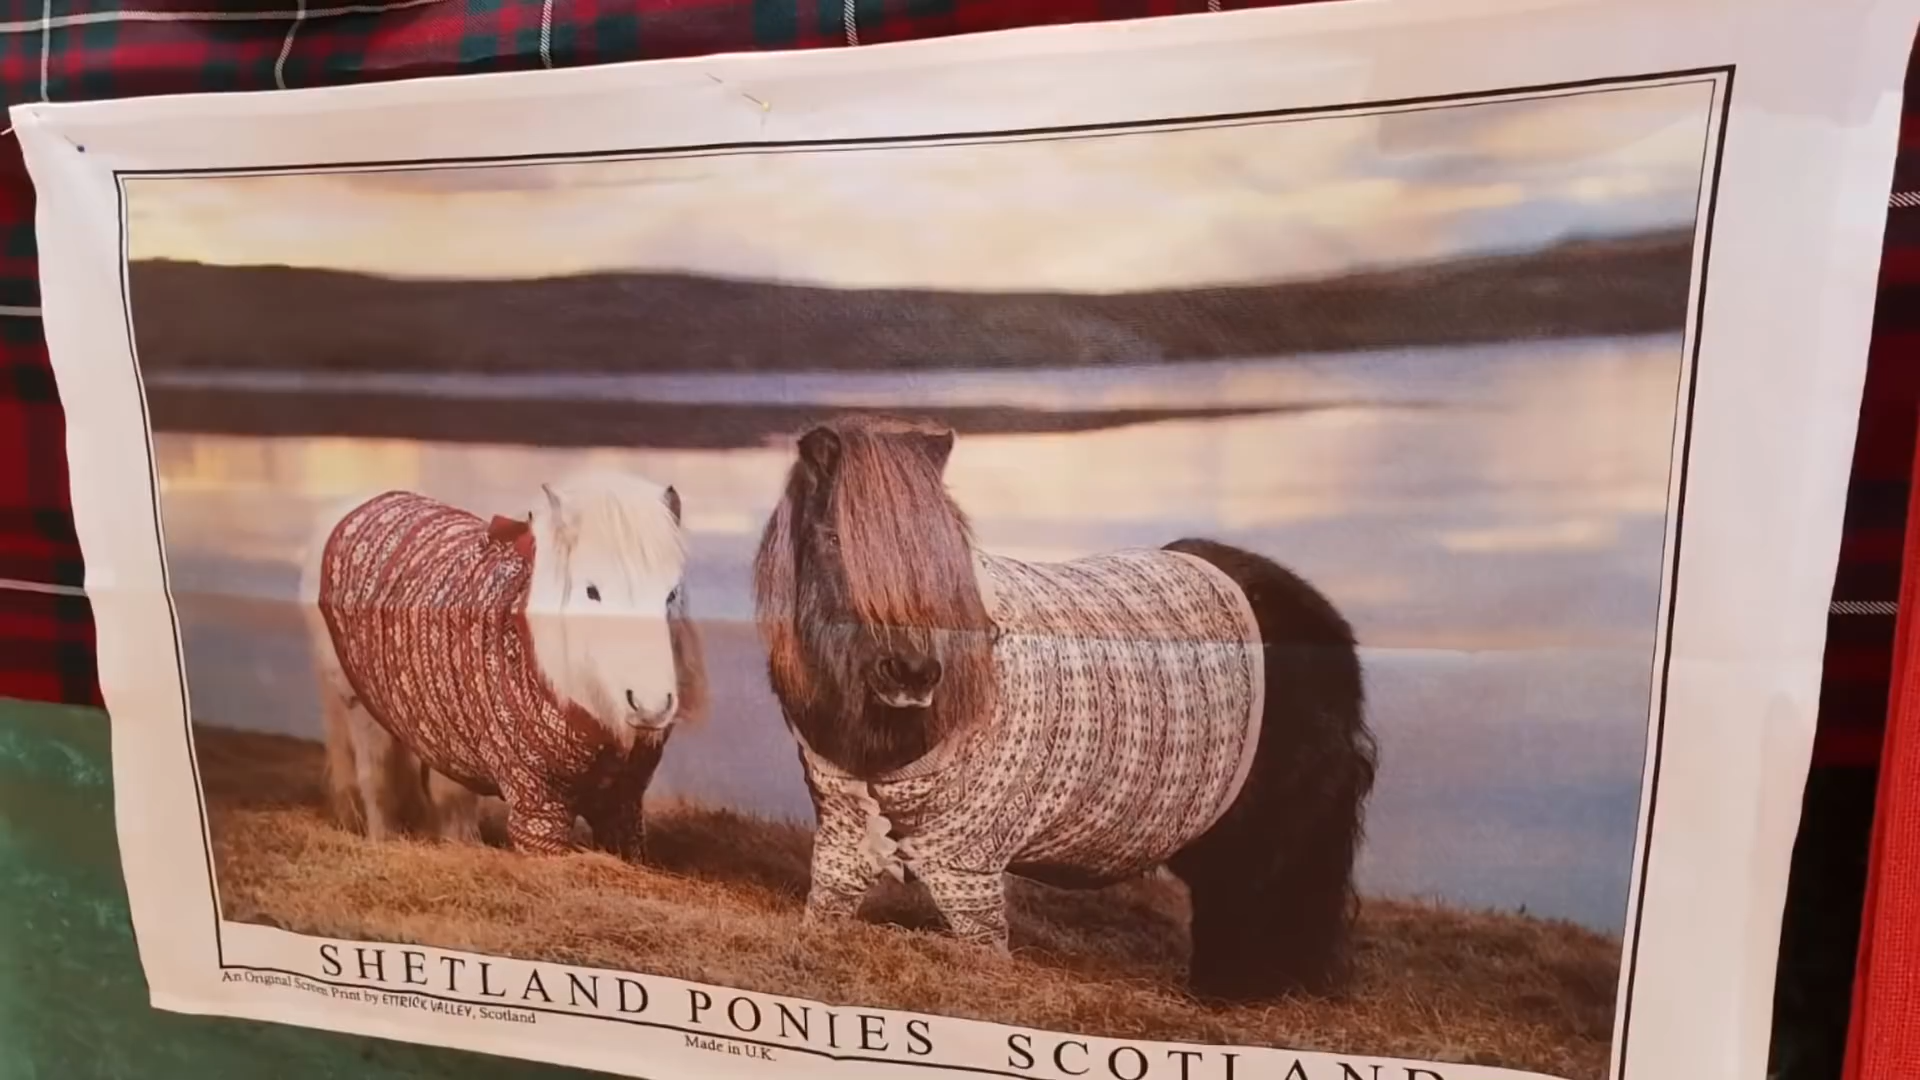 SHETLAND PONIES SCOTLAND
An Original Screen Print by ETTRICK VALLEY, Scotland
Made in U.K.